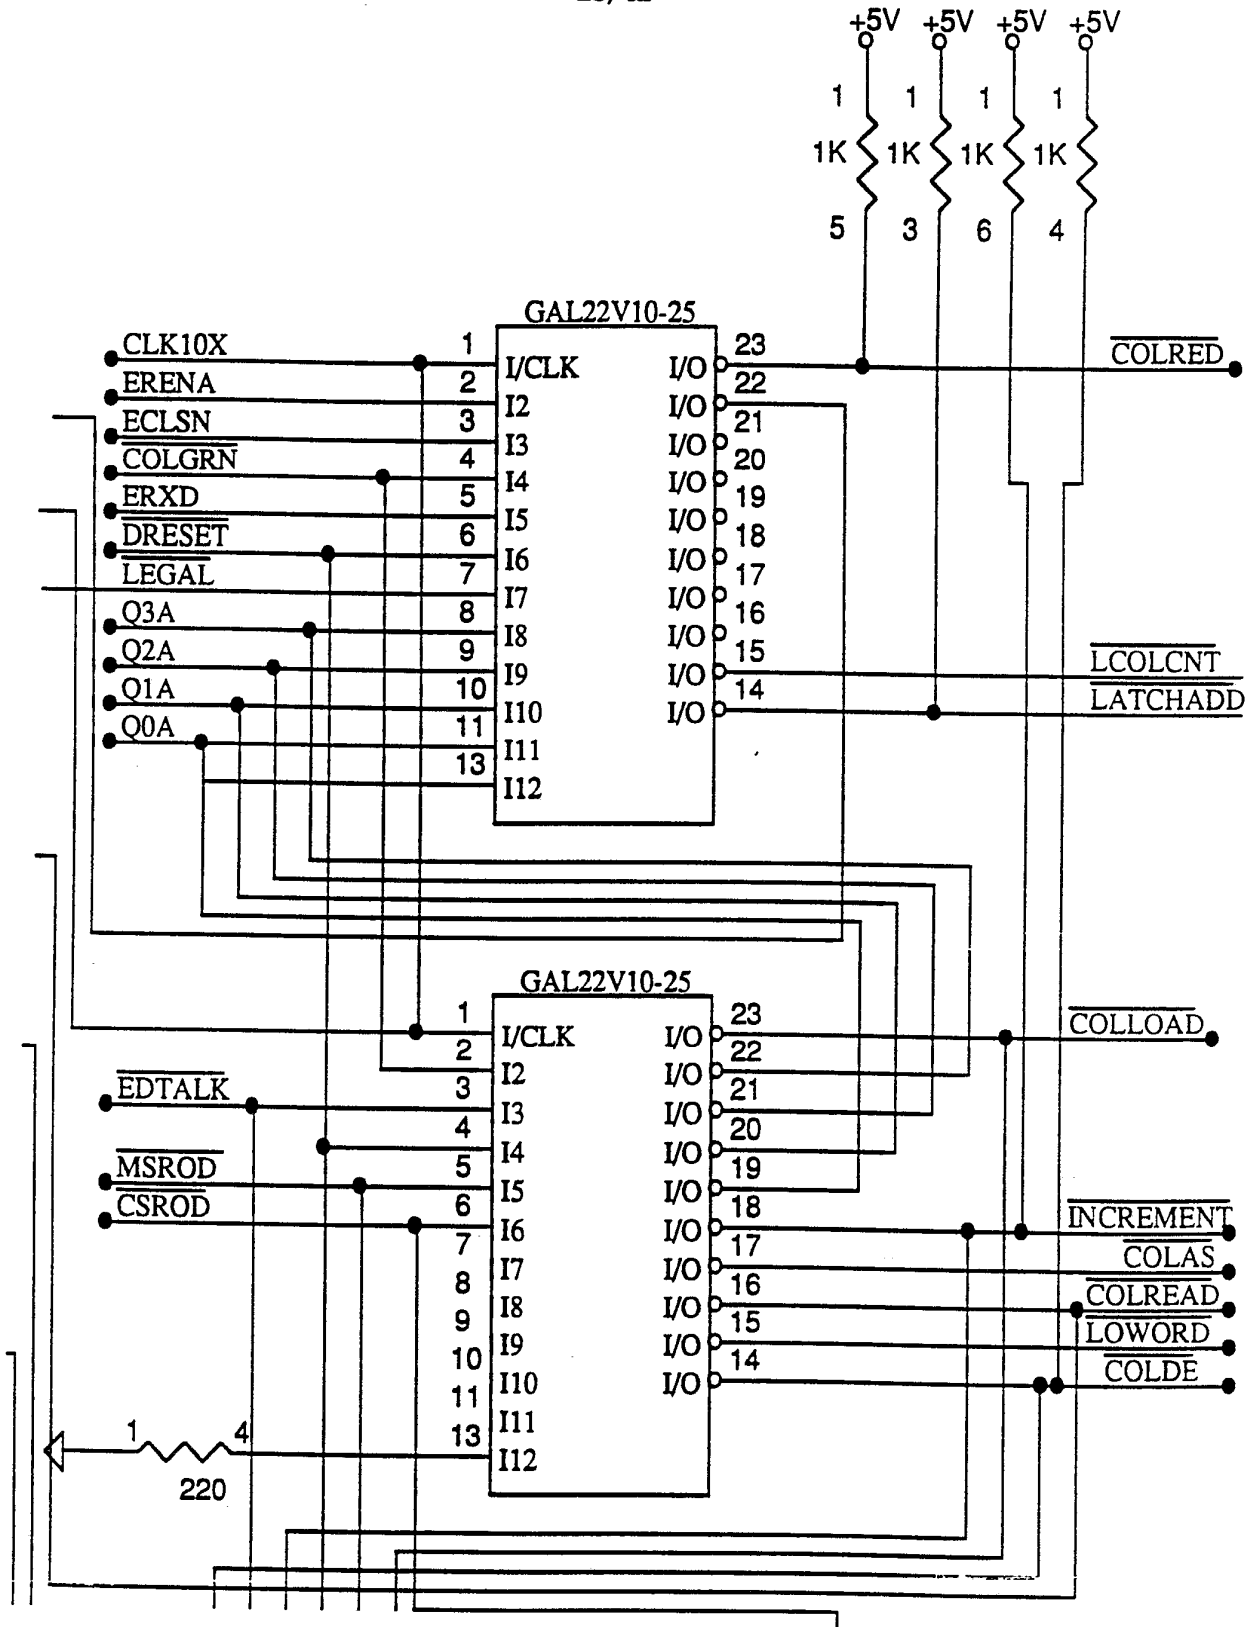 +5V +5V +5V +5V
1 1 1 1
1K 1K 1K 1K
5 3 6 4
GAL22V10-25
CLK10X 1 I/CLK I/O 23 COLRED
ERENA 2 I2 I/O 22
ECLSN 3 I3 I/O 21
COLGRN 4 I4 I/O 20
ERXD 5 I5 I/O 19
DRESET 6 I6 I/O 18
LEGAL 7 I7 I/O 17
Q3A 8 I8 I/O 16
Q2A 9 I9 I/O 15 LCOLCNT
Q1A 10 I10 I/O 14 LATCHADD
Q0A 11 I11
13 I12
GAL22V10-25
1 I/CLK I/O 23 COLLOAD
2 I2 I/O 22
EDTALK 3 I3 I/O 21
4 I4 I/O 20
MSROD 5 I5 I/O 19
CSROD 6 I6 I/O 18 INCREMENT
7 I7 I/O 17 COLAS
8 I8 I/O 16 COLREAD
9 I9 I/O 15 LOWORD
10 I10 I/O 14 COLDE
11 I11
1 4 13 I12
220